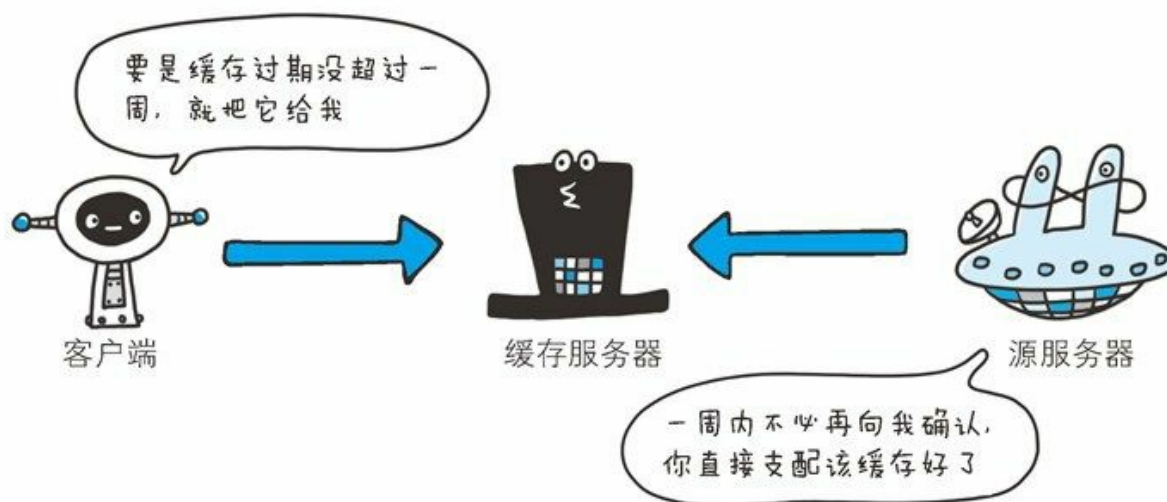 要是缓存过期没超过一
周，就把它给我
客户端
缓存服务器
源服务器
一周内不必再向我确认，
你直接支配该缓存好了